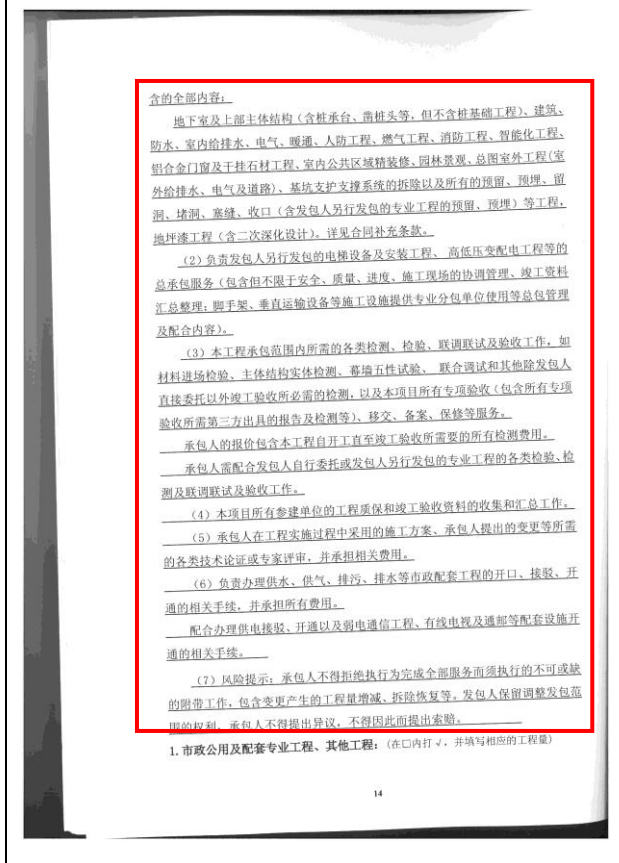 含的全部内容:
地下室及上部主体结构（含桩承台、凿桩头等，但不含桩基础工程）、建筑、
防水、室内给排水、电气、暖通、人防工程、燃气工程、消防工程、智能化工程、
铝合金门窗及干挂石材工程、室内公共区域精装修、园林景观、总图室外工程(室
外给排水、电气及道路)、基坑支护支撑系统的拆除以及所有的预留、预埋、留
洞、堵洞、塞缝、收口（含发包人另行发包的专业工程的预留、预埋）等工程，
地坪漆工程（含二次深化设计）。详见合同补充条款。
（2）负责发包人另行发包的电梯设备及安装工程、 高低压变配电工程等的
总承包服务（包含但不限于安全、质量、进度、施工现场的协调管理、竣工资料
汇总整理；脚手架、垂直运输设备等施工设施提供专业分包单位使用等总包管理
及配合内容）。
（3）本工程承包范围内所需的各类检测、检验、联调联试及验收工作，如
材料进场检验、主体结构实体检测、幕墙五性试验、 联合调试和其他除发包人
直接委托以外竣工验收所必需的检测，以及本项目所有专项验收（包含所有专项
验收所需第三方出具的报告及检测等）、移交、备案、保修等服务。
承包人的报价包含本工程自开工直至竣工验收所需要的所有检测费用。
承包人需配合发包人自行委托或发包人另行发包的专业工程的各类检验、检
测及联调联试及验收工作。
（4）本项目所有参建单位的工程质保和竣工验收资料的收集和汇总工作。
（5）承包人在工程实施过程中采用的施工方案、承包人提出的变更等所需
的各类技术论证或专家评审，并承担相关费用。
（6）负责办理供水、供气、排污、排水等市政配套工程的开口、接驳、开
通的相关手续，并承担所有费用。
配合办理供电接驳、开通以及弱电通信工程、有线电视及通邮等配套设施开
通的相关手续。
（7）风险提示：承包人不得拒绝执行为完成全部服务而须执行的不可或缺
的附带工作，包含变更产生的工程量增减、拆除恢复等。发包人保留调整发包范
围的权利，承包人不得提出异议，不得因此而提出索赔。
1. 市政公用及配套专业工程、其他工程：（在□内打√，并填写相应的工程量）
14